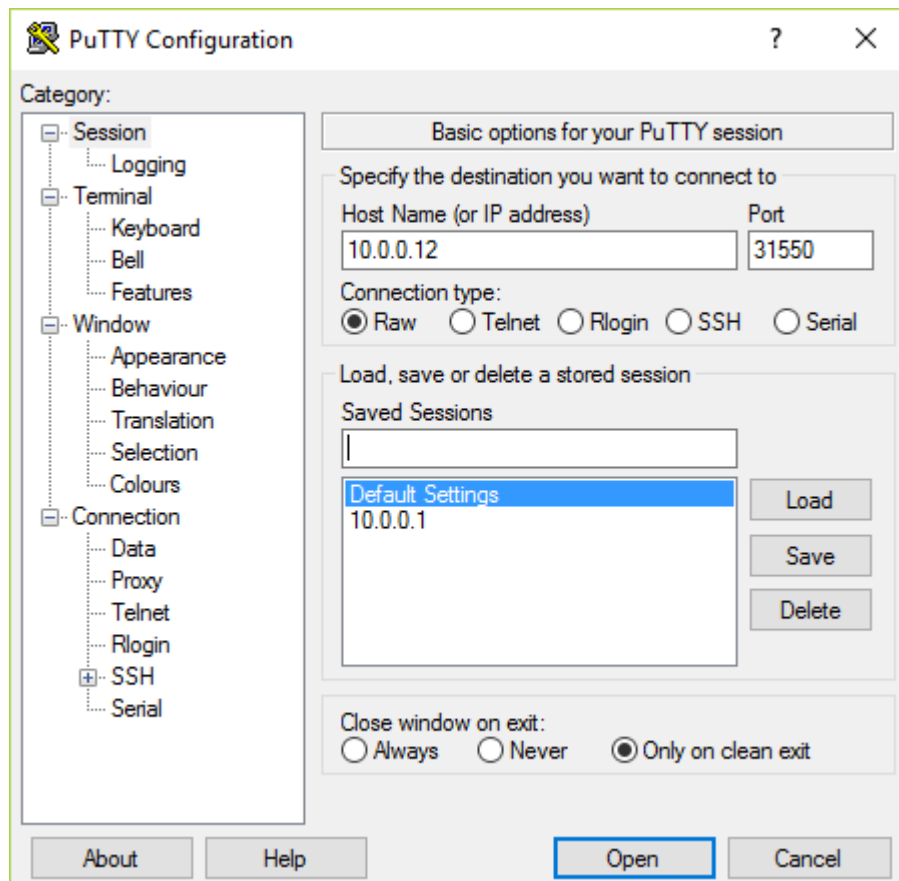 PuTTY Configuration
?
Category:
Session
Logging
Terminal
Keyboard
Bell
Features
Window
Appearance
Behaviour
Translation
Selection
Colours
Connection
Data
Proxy
Telnet
Rlogin
SSH
Serial
Basic options for your PuTTY session
Specify the destination you want to connect to
Host Name (or IP address) Port
10.0.0.12 31550
Connection type:
Raw Telnet Rlogin SSH Serial
Load, save or delete a stored session
Saved Sessions
Default Settings
10.0.0.1
Load
Save
Delete
Close window on exit:
Always Never Only on clean exit
About Help Open Cancel